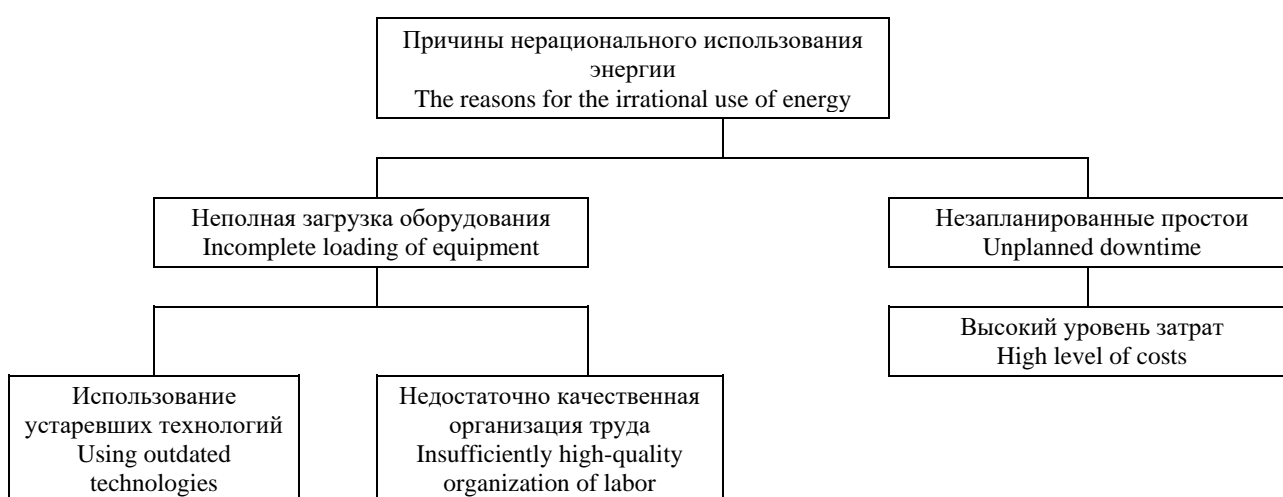 Причины нерационального использования
энергии
The reasons for the irrational use of energy
Неполная загрузка оборудования
Incomplete loading of equipment
Незапланированные простои
Unplanned downtime
Высокий уровень затрат
High level of costs
Использование
устаревших технологий
Using outdated
technologies
Недостаточно качественная
организация труда
Insufficiently high-quality
organization of labor